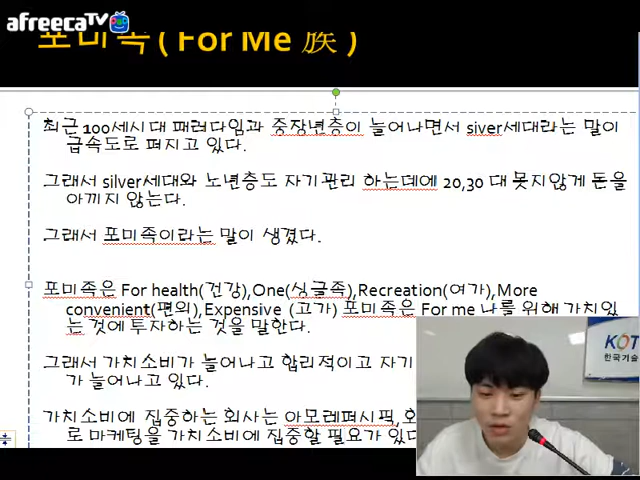 afreecaTV
포미족 ( For Me 族 )
최근 100세시대 패러다임과 중장년층이 늘어나면서 siver세대라는 말이
급속도로 퍼지고 있다.
그래서 silver세대와 노년층도 자기관리 하는데에 20,30 대 못지않게 돈을
아끼지 않는다.
그래서 포미족이라는 말이 생겼다.
포미족은 For health(건강),One(싱글족),Recreation(여가),More
convenient(편의),Expensive (고가) 포미족은 For me 나를 위해 가치있
는 것에 투자하는 것을 말한다.
그래서 가치소비가 늘어나고 합리적이고 자기
가 늘어나고 있다.
가치소비에 집중하는 회사는 아모레퍼시픽,
로 마케팅을 가치소비에 집중할 필요가 있다
KOT
한국기술